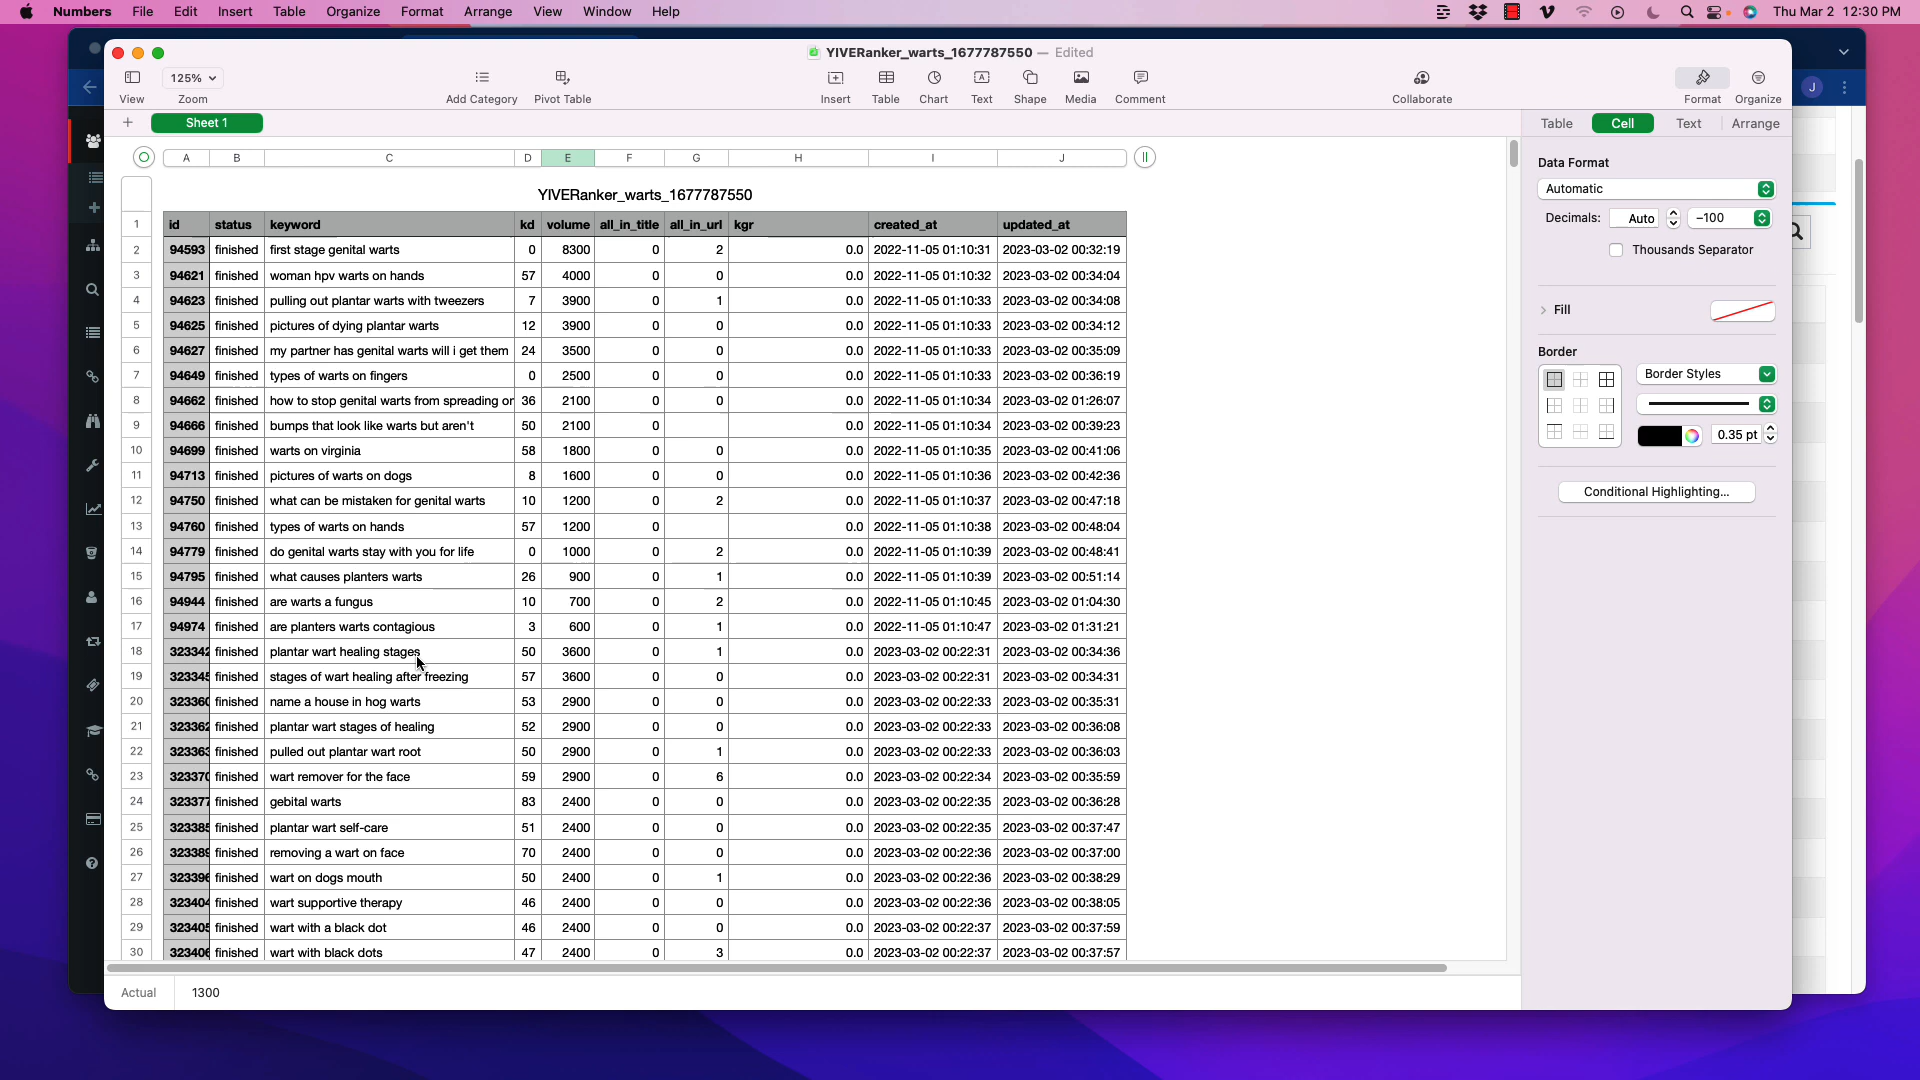 Numbers File Edit Insert Table Organize Format Arrange View Window Help Thu Mar 2 12:30 PM
YIVERanker_warts_1677787550 — Edited
125%
View Zoom Add Category Pivot Table Insert Table Chart Text Shape Media Comment Collaborate Format Organize
J
Sheet 1
Table Cell Text Arrange
A B C D E F G H I J
YIVERanker_warts_1677787550
1 id status keyword kd volume all_in_title all_in_url kgr created_at updated_at
2 94593 finished first stage genital warts 0 8300 0 2 0.0 2022-11-05 01:10:31 2023-03-02 00:32:19
3 94621 finished woman hpv warts on hands 57 4000 0 0 0.0 2022-11-05 01:10:32 2023-03-02 00:34:04
4 94623 finished pulling out plantar warts with tweezers 7 3900 0 1 0.0 2022-11-05 01:10:33 2023-03-02 00:34:08
5 94625 finished pictures of dying plantar warts 12 3900 0 0 0.0 2022-11-05 01:10:33 2023-03-02 00:34:12
6 94627 finished my partner has genital warts will i get them 24 3500 0 0 0.0 2022-11-05 01:10:33 2023-03-02 00:35:09
7 94649 finished types of warts on fingers 0 2500 0 0 0.0 2022-11-05 01:10:33 2023-03-02 00:36:19
8 94662 finished how to stop genital warts from spreading or 36 2100 0 0 0.0 2022-11-05 01:10:34 2023-03-02 01:26:07
9 94666 finished bumps that look like warts but aren't 50 2100 0 0.0 2022-11-05 01:10:34 2023-03-02 00:39:23
10 94699 finished warts on virginia 58 1800 0 0 0.0 2022-11-05 01:10:35 2023-03-02 00:41:06
11 94713 finished pictures of warts on dogs 8 1600 0 0 0.0 2022-11-05 01:10:36 2023-03-02 00:42:36
12 94750 finished what can be mistaken for genital warts 10 1200 0 2 0.0 2022-11-05 01:10:37 2023-03-02 00:47:18
13 94760 finished types of warts on hands 57 1200 0 0.0 2022-11-05 01:10:38 2023-03-02 00:48:04
14 94779 finished do genital warts stay with you for life 0 1000 0 2 0.0 2022-11-05 01:10:39 2023-03-02 00:48:41
15 94795 finished what causes planters warts 26 900 0 1 0.0 2022-11-05 01:10:39 2023-03-02 00:51:14
16 94944 finished are warts a fungus 10 700 0 2 0.0 2022-11-05 01:10:45 2023-03-02 01:04:30
17 94974 finished are planters warts contagious 3 600 0 1 0.0 2022-11-05 01:10:47 2023-03-02 01:31:21
18 323342 finished plantar wart healing stages 50 3600 0 1 0.0 2023-03-02 00:22:31 2023-03-02 00:34:36
19 323345 finished stages of wart healing after freezing 57 3600 0 0 0.0 2023-03-02 00:22:31 2023-03-02 00:34:31
20 323360 finished name a house in hog warts 53 2900 0 0 0.0 2023-03-02 00:22:33 2023-03-02 00:35:31
21 323362 finished plantar wart stages of healing 52 2900 0 0 0.0 2023-03-02 00:22:33 2023-03-02 00:36:08
22 323363 finished pulled out plantar wart root 50 2900 0 1 0.0 2023-03-02 00:22:33 2023-03-02 00:36:03
23 323370 finished wart remover for the face 59 2900 0 6 0.0 2023-03-02 00:22:34 2023-03-02 00:35:59
24 323377 finished gebital warts 83 2400 0 0 0.0 2023-03-02 00:22:35 2023-03-02 00:36:28
25 323385 finished plantar wart self-care 51 2400 0 0 0.0 2023-03-02 00:22:35 2023-03-02 00:37:47
26 323389 finished removing a wart on face 70 2400 0 0 0.0 2023-03-02 00:22:36 2023-03-02 00:37:00
27 323396 finished wart on dogs mouth 50 2400 0 1 0.0 2023-03-02 00:22:36 2023-03-02 00:38:29
28 323404 finished wart supportive therapy 46 2400 0 0 0.0 2023-03-02 00:22:36 2023-03-02 00:38:05
29 323405 finished wart with a black dot 46 2400 0 0 0.0 2023-03-02 00:22:37 2023-03-02 00:37:59
30 323406 finished wart with black dots 47 2400 0 3 0.0 2023-03-02 00:22:37 2023-03-02 00:37:57
Actual 1300
Data Format
Automatic
Decimals: Auto –100
Thousands Separator
Fill
Border
Border Styles
0.35 pt
Conditional Highlighting...